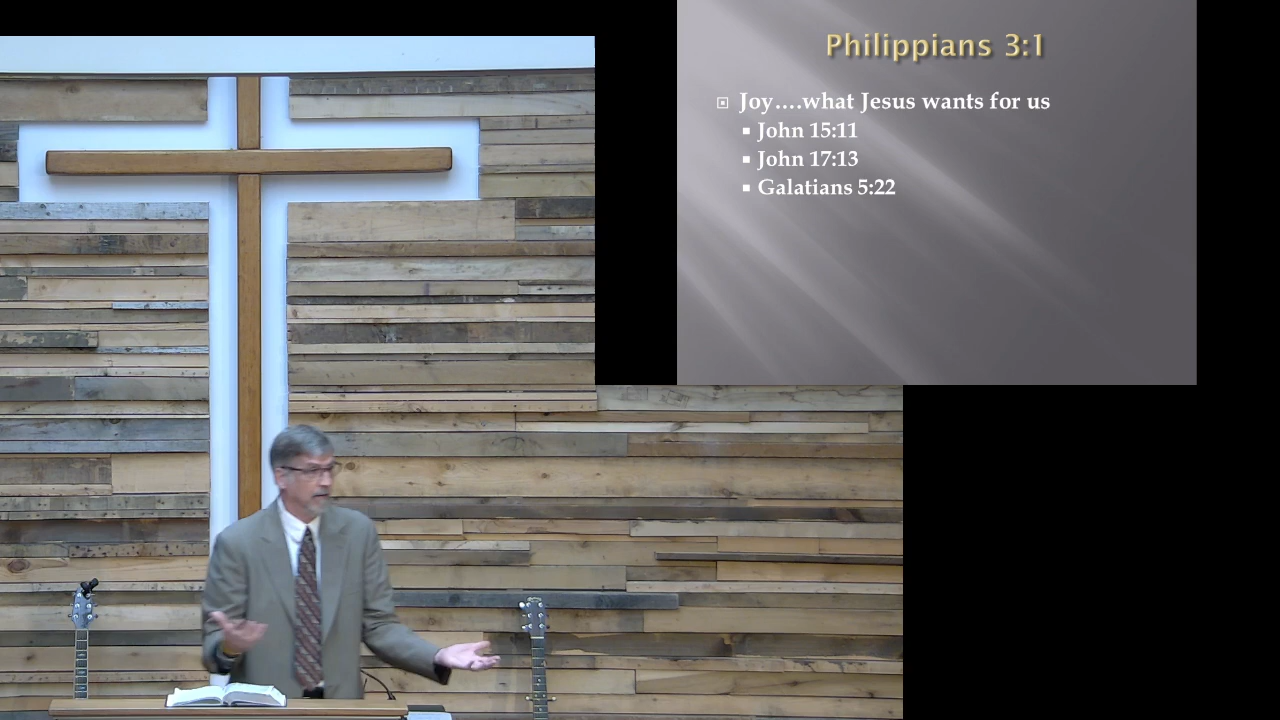 Philippians 3:1
Joy....what Jesus wants for us
John 15:11
John 17:13
Galatians 5:22